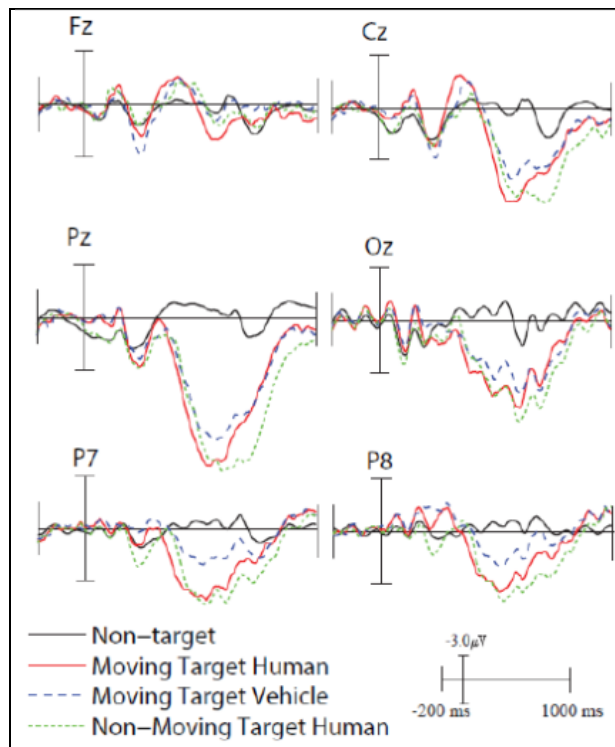 Fz
Cz
Pz
Oz
P7
P8
Non-target
Moving Target Human
Moving Target Vehicle
Non-Moving Target Human
-3.0μV
-200 ms
1000 ms